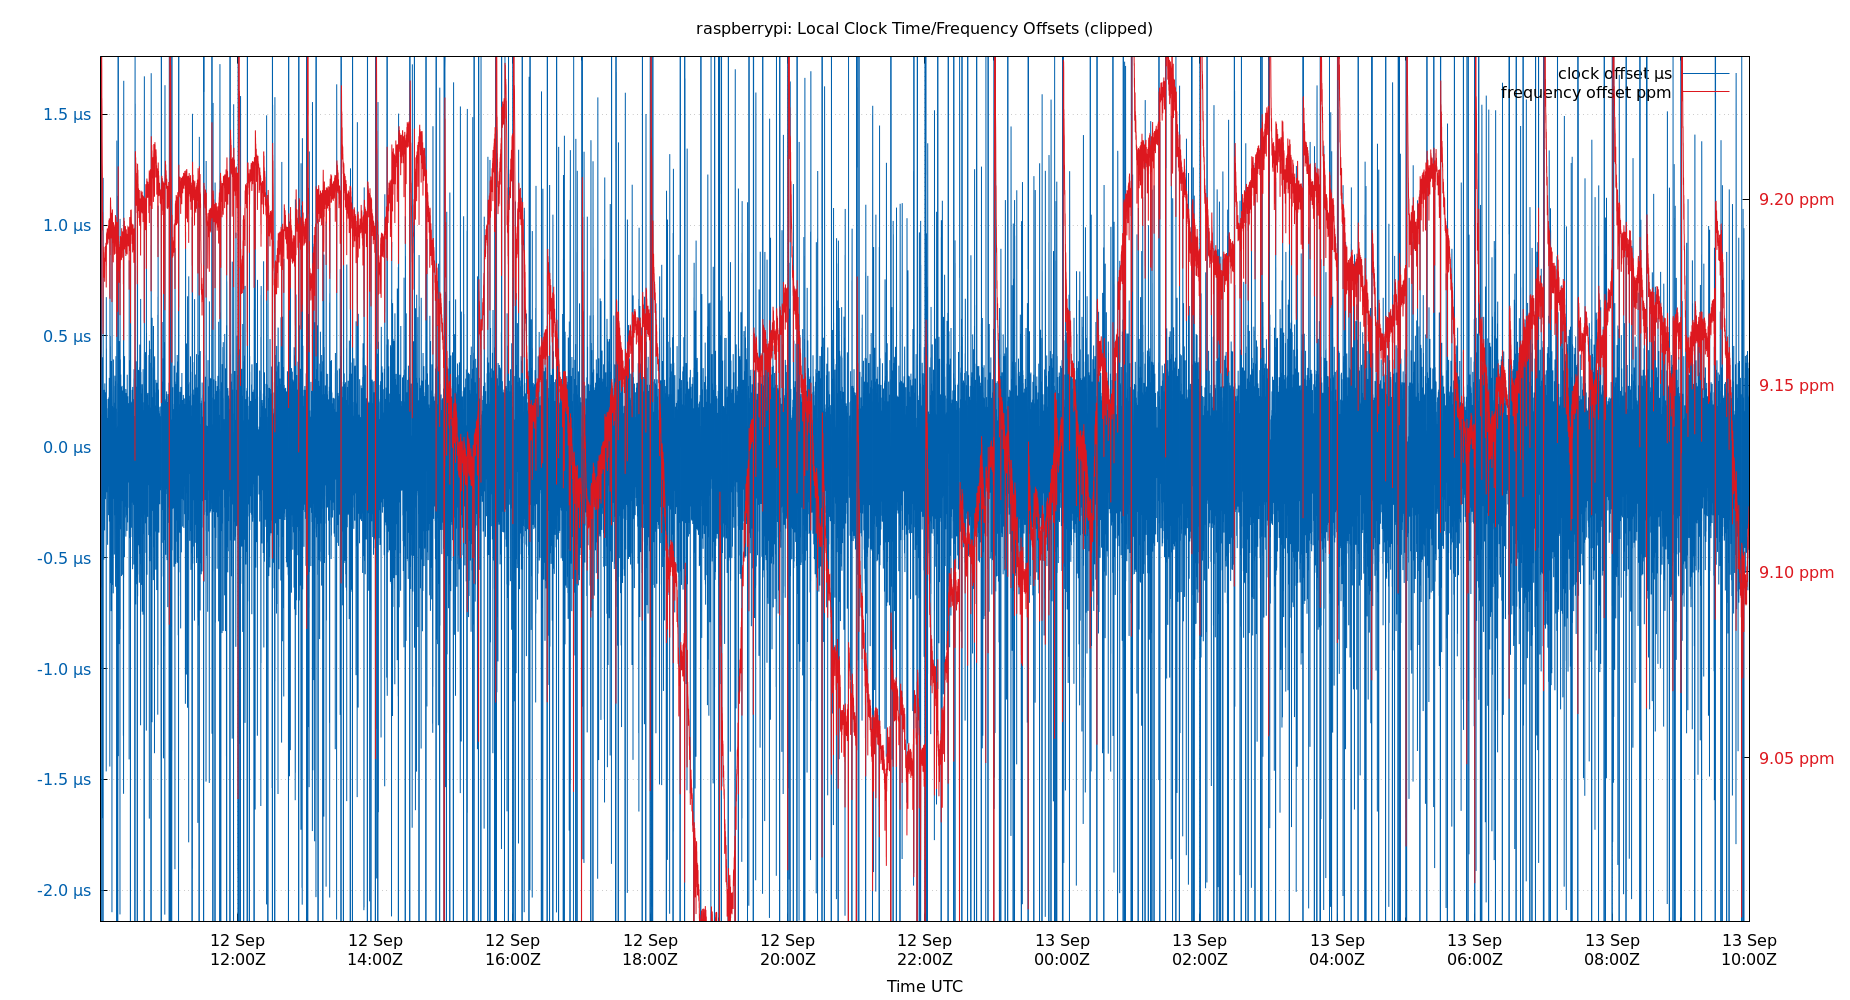 raspberrypi: Local Clock Time/Frequency Offsets (clipped)
clock offset µs
frequency offset ppm
1.5 µs
1.0 µs
0.5 µs
0.0 µs
-0.5 µs
-1.0 µs
-1.5 µs
-2.0 µs
9.20 ppm
9.15 ppm
9.10 ppm
9.05 ppm
12 Sep
12:00Z
12 Sep
14:00Z
12 Sep
16:00Z
12 Sep
18:00Z
12 Sep
20:00Z
12 Sep
22:00Z
13 Sep
00:00Z
13 Sep
02:00Z
13 Sep
04:00Z
13 Sep
06:00Z
13 Sep
08:00Z
13 Sep
10:00Z
Time UTC